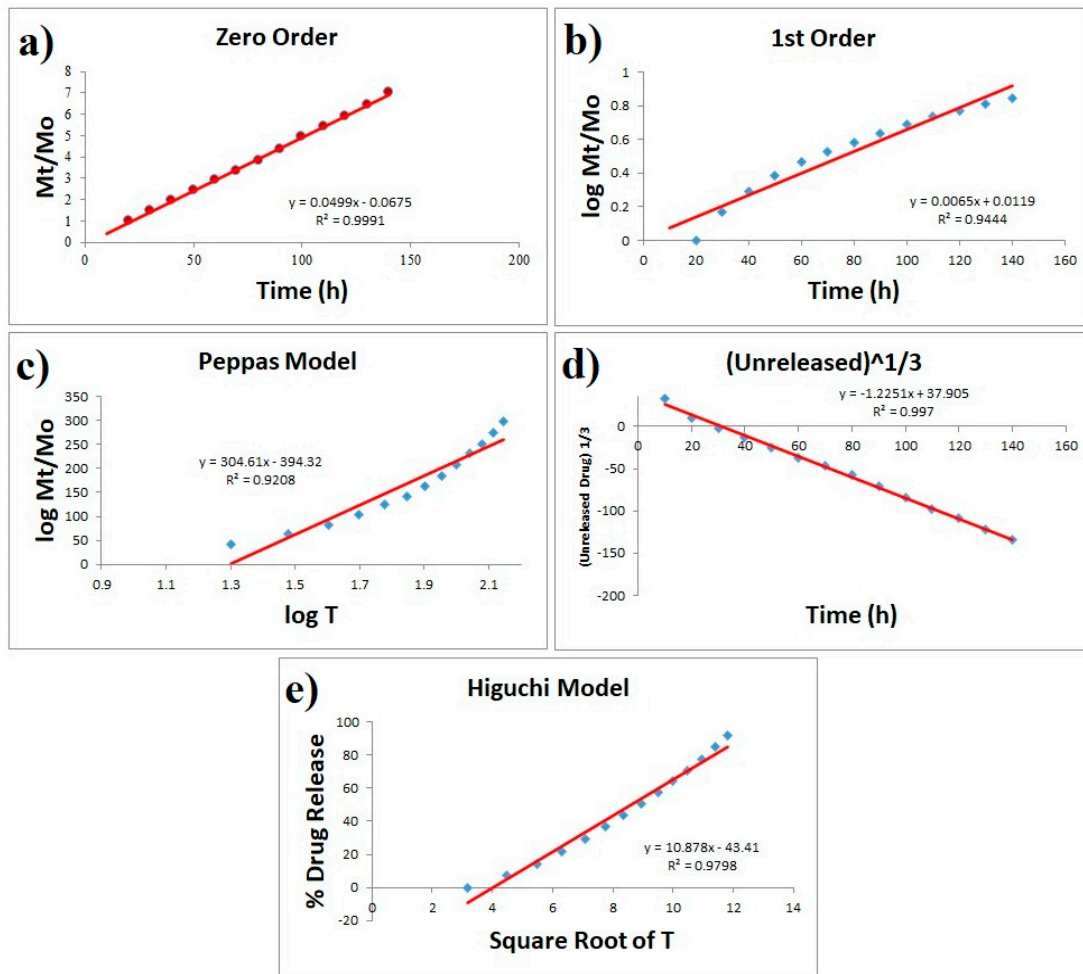 a)
Zero Order
Mt/Mo
8
7
6
5
4
3
2
1
0
50
100
150
200
y = 0.0499x - 0.0675
R² = 0.9991
Time (h)
b)
1st Order
log Mt/Mo
1
0.8
0.6
0.4
0.2
0
0
20
40
60
80
100
120
140
160
y = 0.0065x + 0.0119
R² = 0.9444
Time (h)
c)
Peppas Model
log Mt/Mo
350
300
250
200
150
100
50
0
0.9
1.1
1.3
1.5
1.7
1.9
2.1
y = 304.61x - 394.32
R² = 0.9208
log T
d)
(Unreleased)^1/3
y = -1.2251x + 37.905
R² = 0.997
(Unreleased Drug) 1/3
0
-50
-100
-150
-200
0
20
40
60
80
100
120
140
160
Time (h)
e)
Higuchi Model
% Drug Release
100
80
60
40
20
0
-20
0
2
4
6
8
10
12
14
y = 10.878x - 43.41
R² = 0.9798
Square Root of T